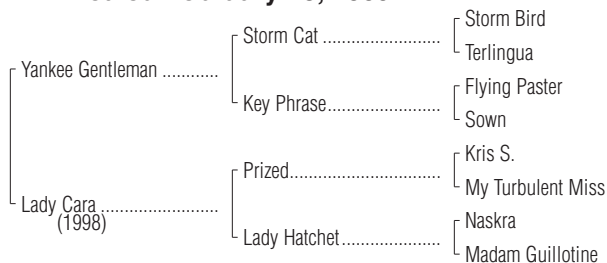 Storm Bird
Storm Cat ......................
Terlingua
Yankee Gentleman ............
Flying Paster
Key Phrase ......................
Sown
Kris S.
Prized ............................
My Turbulent Miss
Lady Cara ......................
(1998)
Naskra
Lady Hatchet ...................
Madam Guillotine